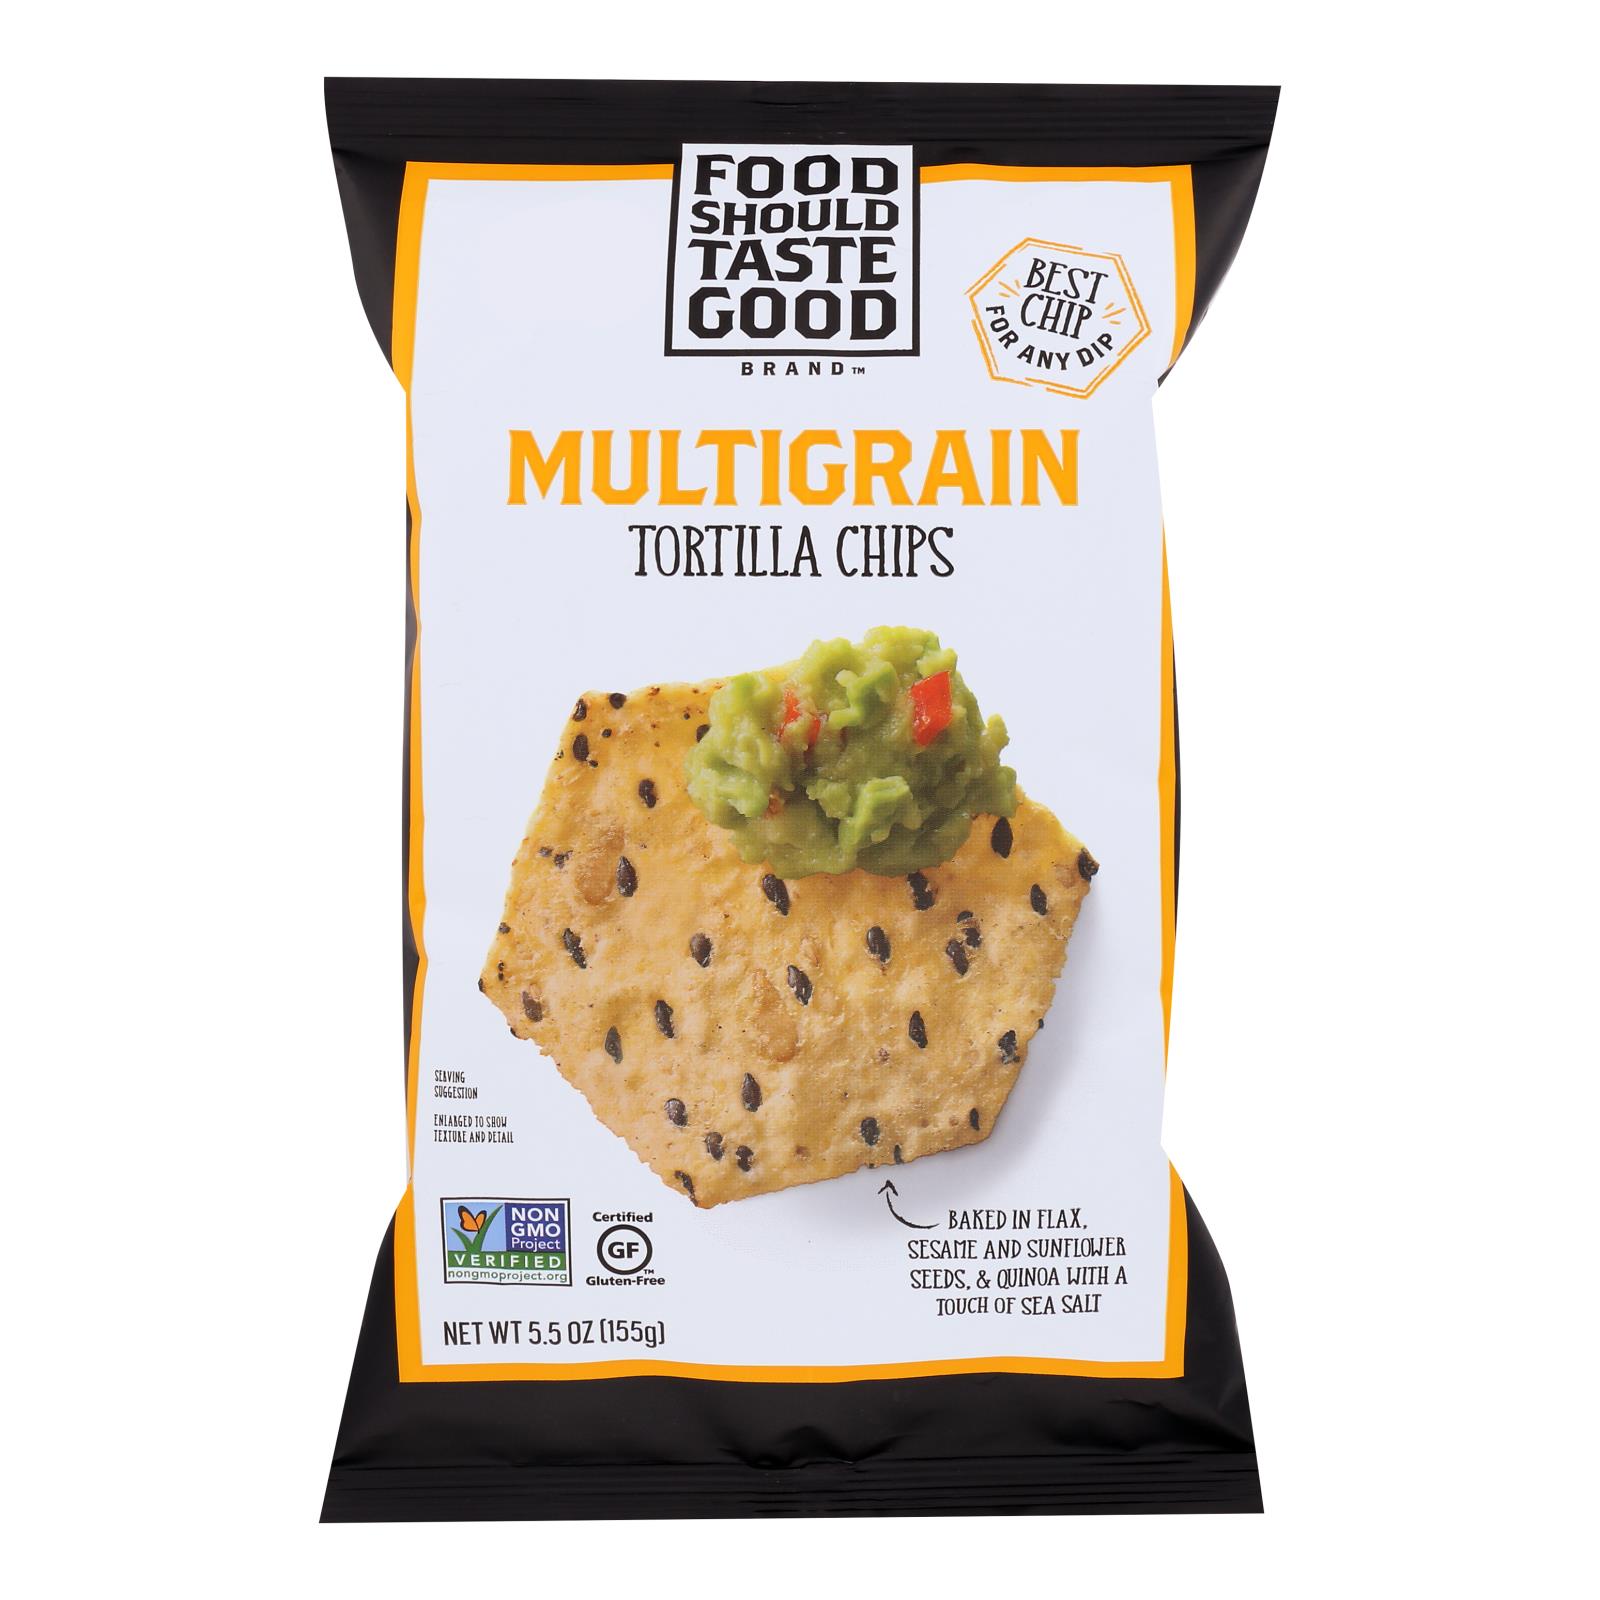 FOOD
SHOULD
TASTE
GOOD
BRAND™
BEST
CHIP
FOR ANY DIP
MULTIGRAIN
TORTILLA CHIPS
SERVING
SUGGESTION
ENLARGED TO SHOW
TEXTURE AND DETAIL
NON
GMO
Project
VERIFIED
nongmoproject.org
Certified
GF™
Gluten-Free
BAKED IN FLAX,
SESAME AND SUNFLOWER
SEEDS, & QUINOA WITH A
TOUCH OF SEA SALT
NET WT 5.5 OZ (155g)